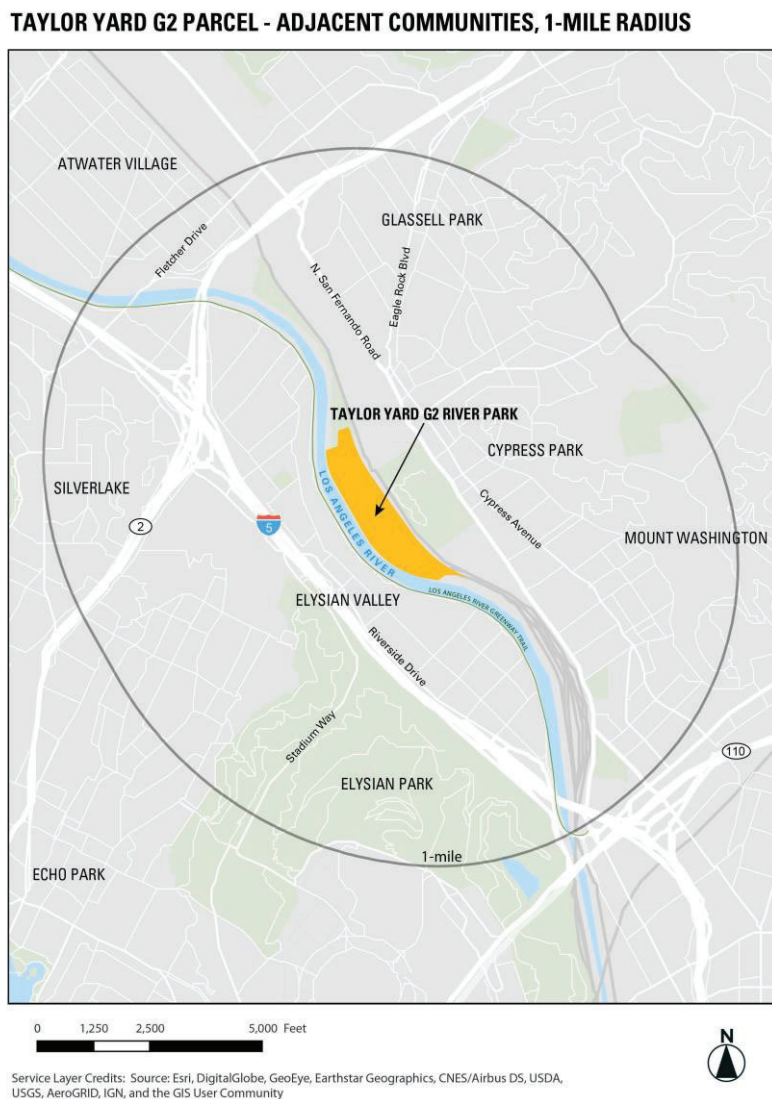 TAYLOR YARD G2 PARCEL - ADJACENT COMMUNITIES, 1-MILE RADIUS
ATWATER VILLAGE
GLASSELL PARK
Fletcher Drive
N. San Fernando Road
Eagle Rock Blvd
TAYLOR YARD G2 RIVER PARK
CYPRESS PARK
SILVERLAKE
LOS ANGELES RIVER
Cypress Avenue
2
5
MOUNT WASHINGTON
ELYSIAN VALLEY
LOS ANGELES RIVER GREENWAY TRAIL
Riverside Drive
Stadium Way
110
ELYSIAN PARK
1-mile
ECHO PARK
0 1,250 2,500 5,000 Feet
N
Service Layer Credits: Source: Esri, DigitalGlobe, GeoEye, Earthstar Geographics, CNES/Airbus DS, USDA,
USGS, AeroGRID, IGN, and the GIS User Community